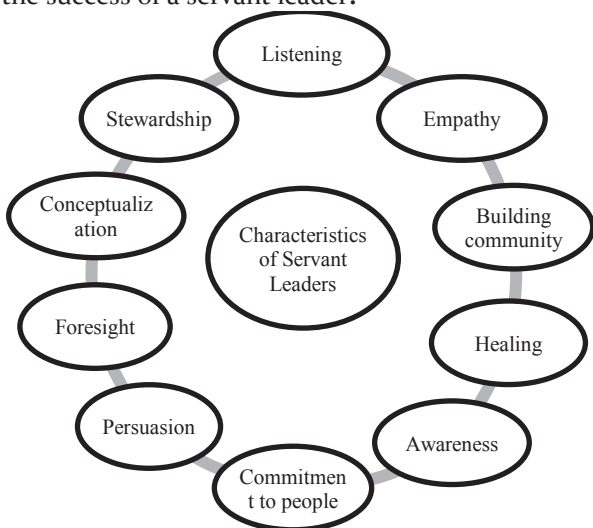 the success of a servant leader.
Listening
Empathy
Building
community
Healing
Awareness
Commitmen
t to people
Persuasion
Foresight
Conceptualiz
ation
Stewardship
Characteristics
of Servant
Leaders